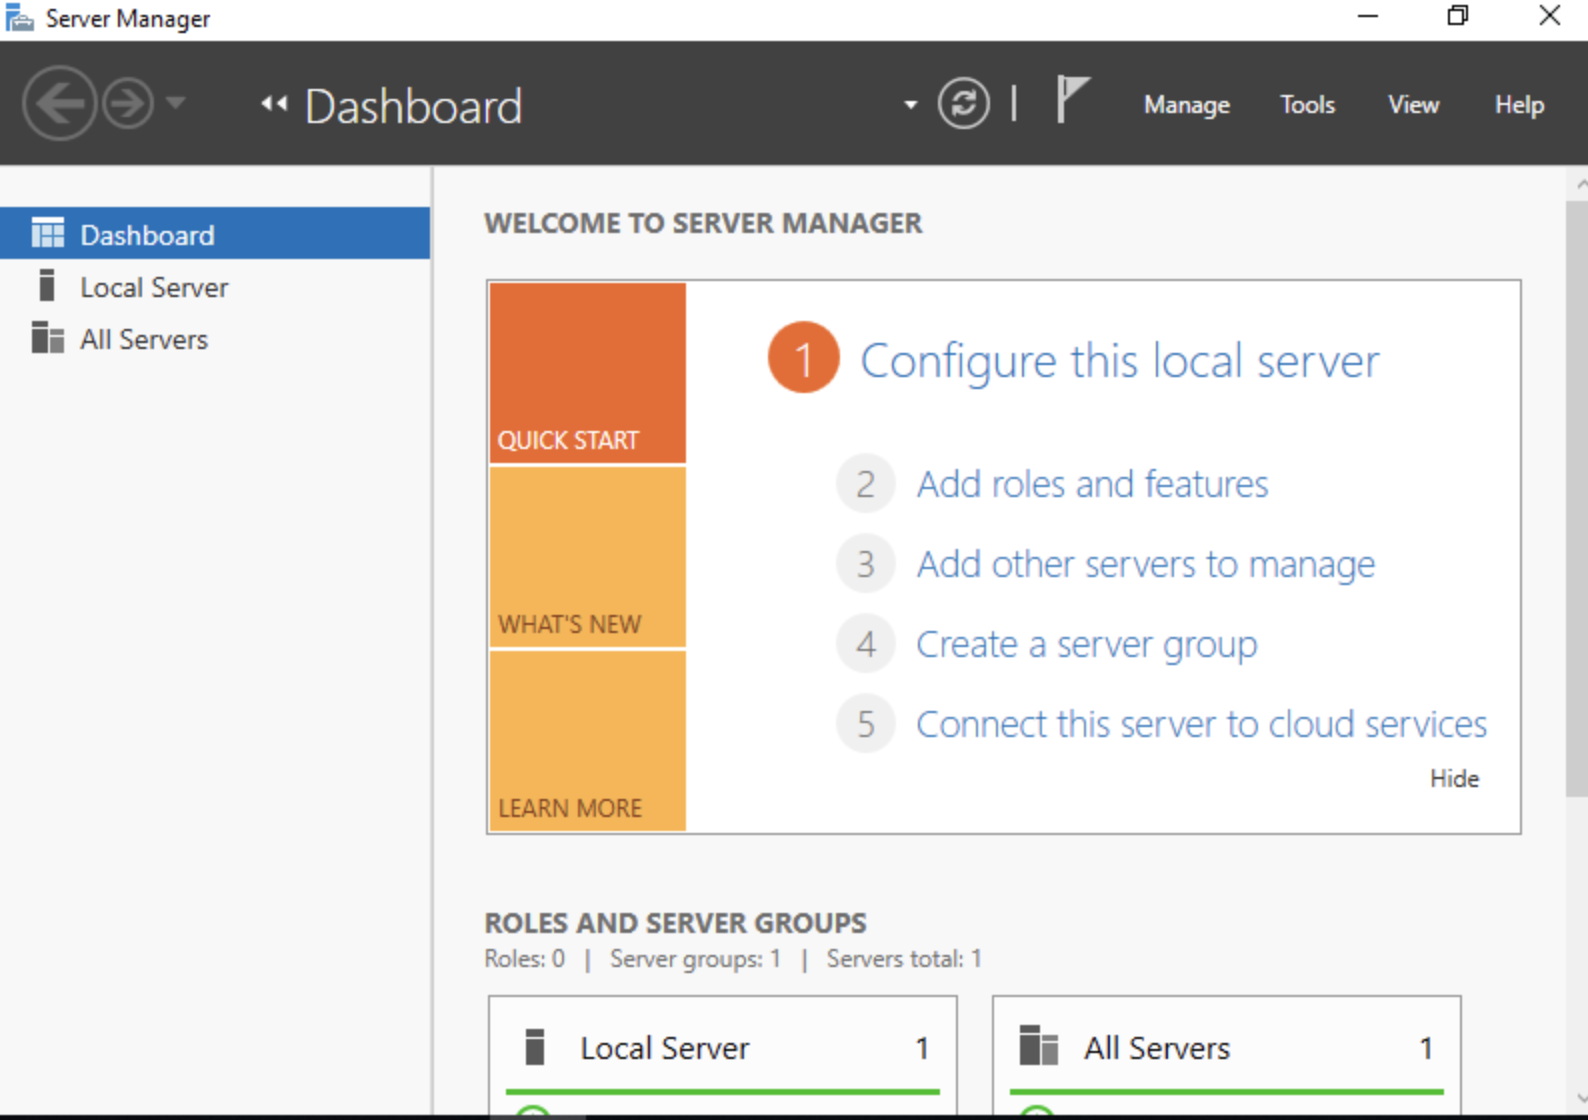 Server Manager
Dashboard
Manage Tools View Help
Dashboard
Local Server
All Servers
WELCOME TO SERVER MANAGER
QUICK START
WHAT'S NEW
LEARN MORE
1 Configure this local server
2 Add roles and features
3 Add other servers to manage
4 Create a server group
5 Connect this server to cloud services
Hide
ROLES AND SERVER GROUPS
Roles: 0 | Server groups: 1 | Servers total: 1
Local Server 1
All Servers 1